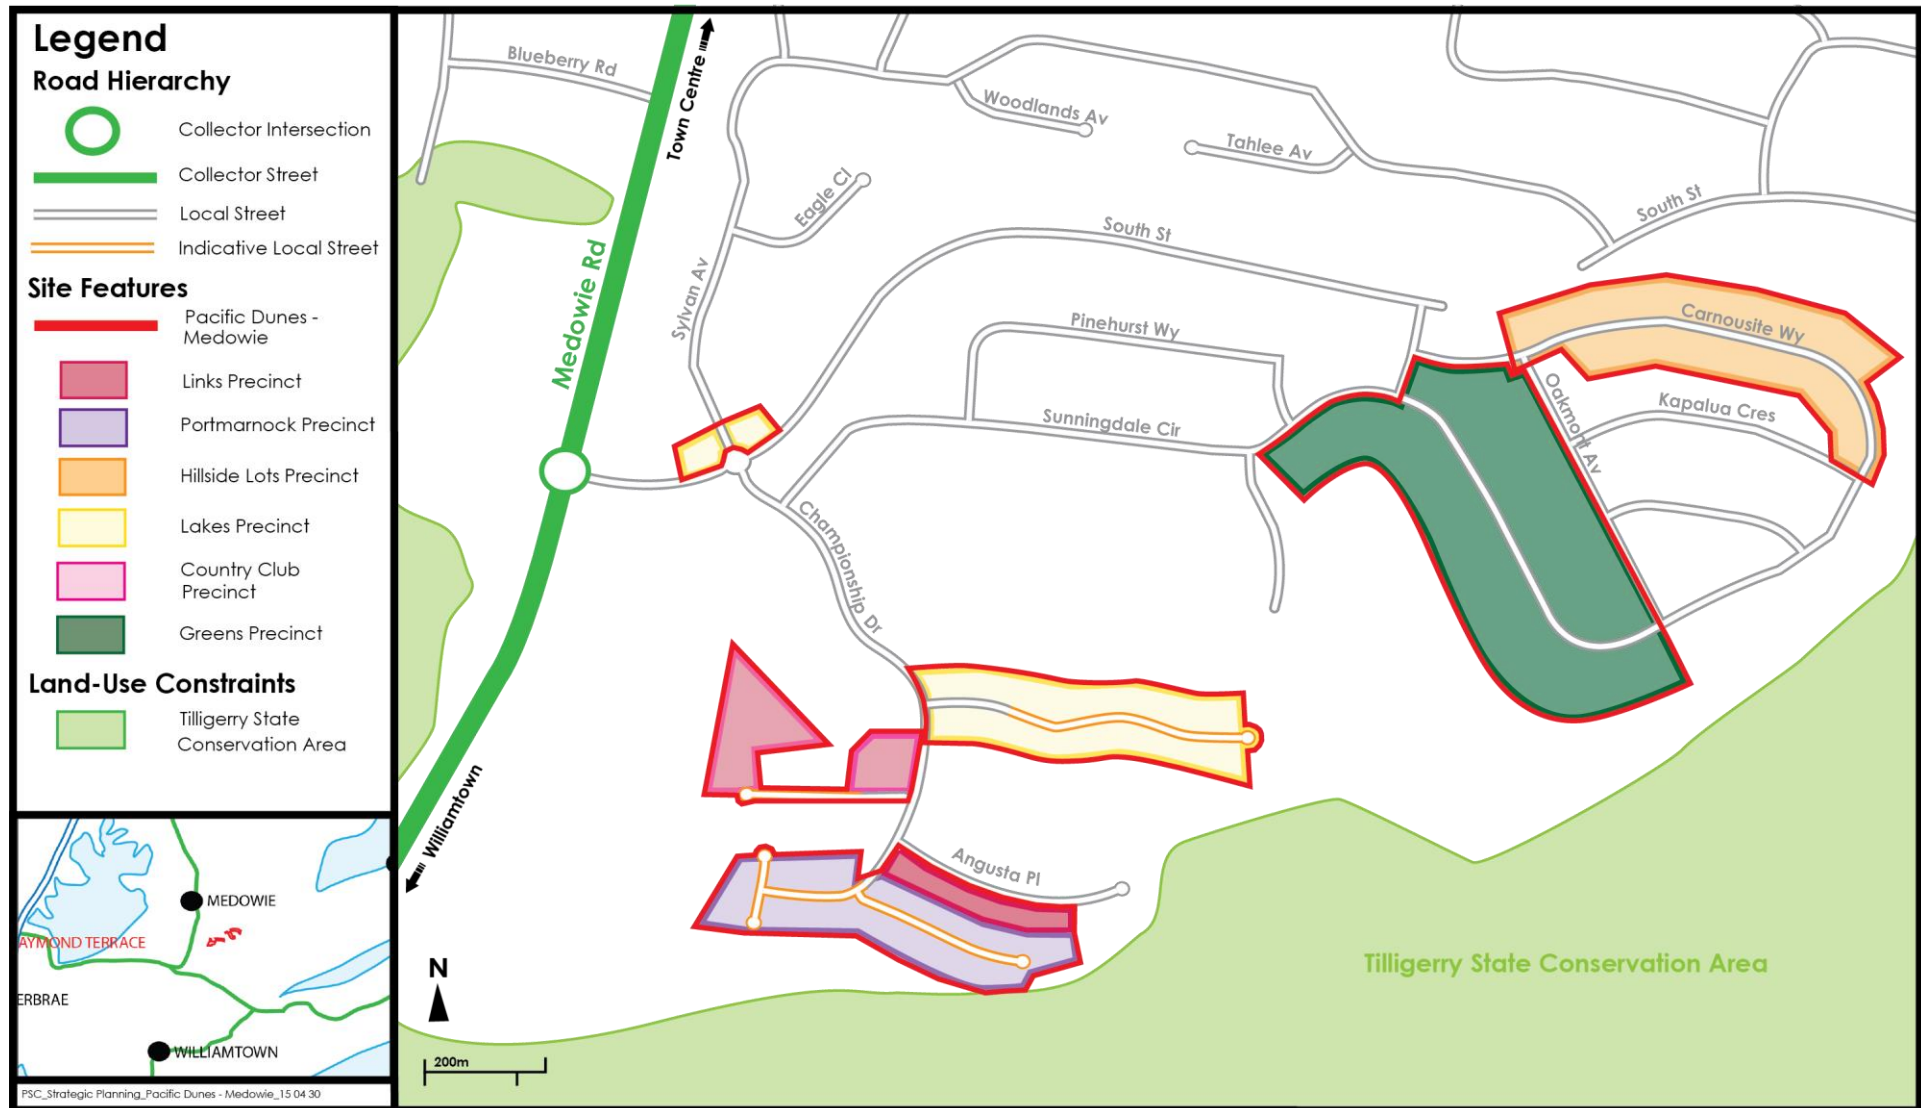 Legend
Road Hierarchy
Collector Intersection
Collector Street
Local Street
Indicative Local Street
Site Features
Pacific Dunes -
Medowie
Links Precinct
Portmarnock Precinct
Hillside Lots Precinct
Lakes Precinct
Country Club
Precinct
Greens Precinct
Land-Use Constraints
Tilligerry State
Conservation Area
MEDOWIE
AYMOND TERRACE
ERBRAE
WILLIAMTOWN
PSC_Strategic Planning_Pacific Dunes - Medowie_15 04 30
Blueberry Rd
Town Centre
Woodlands Av
Tahlee Av
Eagle Cl
South St
South St
Medowie Rd
Sylvan Av
Pinehurst Wy
Carnousite Wy
Oakmont Av
Kapalua Cres
Sunningdale Cir
Championship Dr
Williamtown
Angusta Pl
Tilligerry State Conservation Area
N
200m